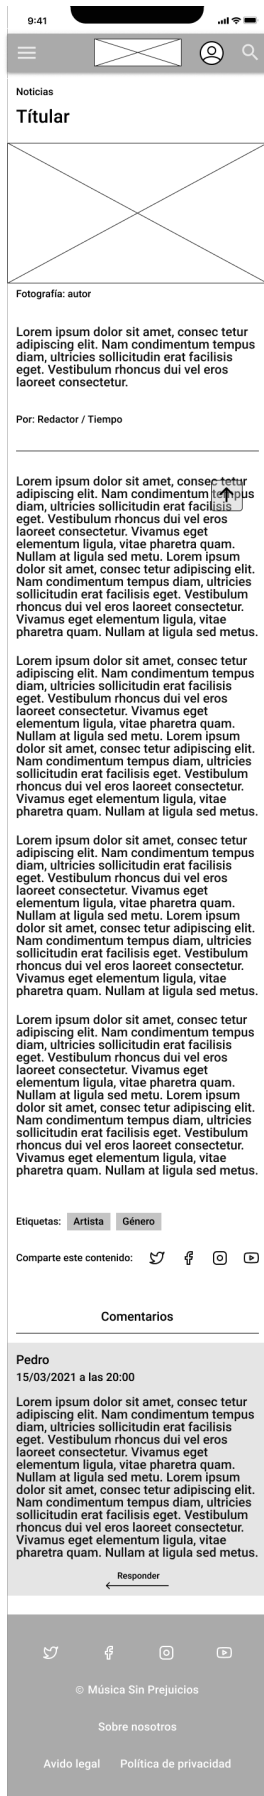 9:41
Noticias
Títular
Fotografía: autor
Lorem ipsum dolor sit amet, consec tetur
adipiscing elit. Nam condimentum tempus
diam, ultricies sollicitudin erat facilisis
eget. Vestibulum rhoncus dui vel eros
laoreet consectetur.
Por: Redactor / Tiempo
Lorem ipsum dolor sit amet, consec tetur
adipiscing elit. Nam condimentum tempus
diam, ultricies sollicitudin erat facilisis
eget. Vestibulum rhoncus dui vel eros
laoreet consectetur. Vivamus eget
elementum ligula, vitae pharetra quam.
Nullam at ligula sed metu. Lorem ipsum
dolor sit amet, consec tetur adipiscing elit.
Nam condimentum tempus diam, ultricies
sollicitudin erat facilisis eget. Vestibulum
rhoncus dui vel eros laoreet consectetur.
Vivamus eget elementum ligula, vitae
pharetra quam. Nullam at ligula sed metus.
Lorem ipsum dolor sit amet, consec tetur
adipiscing elit. Nam condimentum tempus
diam, ultricies sollicitudin erat facilisis
eget. Vestibulum rhoncus dui vel eros
laoreet consectetur. Vivamus eget
elementum ligula, vitae pharetra quam.
Nullam at ligula sed metu. Lorem ipsum
dolor sit amet, consec tetur adipiscing elit.
Nam condimentum tempus diam, ultricies
sollicitudin erat facilisis eget. Vestibulum
rhoncus dui vel eros laoreet consectetur.
Vivamus eget elementum ligula, vitae
pharetra quam. Nullam at ligula sed metus.
Lorem ipsum dolor sit amet, consec tetur
adipiscing elit. Nam condimentum tempus
diam, ultricies sollicitudin erat facilisis
eget. Vestibulum rhoncus dui vel eros
laoreet consectetur. Vivamus eget
elementum ligula, vitae pharetra quam.
Nullam at ligula sed metu. Lorem ipsum
dolor sit amet, consec tetur adipiscing elit.
Nam condimentum tempus diam, ultricies
sollicitudin erat facilisis eget. Vestibulum
rhoncus dui vel eros laoreet consectetur.
Vivamus eget elementum ligula, vitae
pharetra quam. Nullam at ligula sed metus.
Lorem ipsum dolor sit amet, consec tetur
adipiscing elit. Nam condimentum tempus
diam, ultricies sollicitudin erat facilisis
eget. Vestibulum rhoncus dui vel eros
laoreet consectetur. Vivamus eget
elementum ligula, vitae pharetra quam.
Nullam at ligula sed metu. Lorem ipsum
dolor sit amet, consec tetur adipiscing elit.
Nam condimentum tempus diam, ultricies
sollicitudin erat facilisis eget. Vestibulum
rhoncus dui vel eros laoreet consectetur.
Vivamus eget elementum ligula, vitae
pharetra quam. Nullam at ligula sed metus.
Etiquetas: Artista Género
Comparte este contenido:
Comentarios
Pedro
15/03/2021 a las 20:00
Lorem ipsum dolor sit amet, consec tetur
adipiscing elit. Nam condimentum tempus
diam, ultricies sollicitudin erat facilisis
eget. Vestibulum rhoncus dui vel eros
laoreet consectetur. Vivamus eget
elementum ligula, vitae pharetra quam.
Nullam at ligula sed metu. Lorem ipsum
dolor sit amet, consec tetur adipiscing elit.
Nam condimentum tempus diam, ultricies
sollicitudin erat facilisis eget. Vestibulum
rhoncus dui vel eros laoreet consectetur.
Vivamus eget elementum ligula, vitae
pharetra quam. Nullam at ligula sed metus.
Responder
© Música Sin Prejuicios
Sobre nosotros
Avido legal Política de privacidad